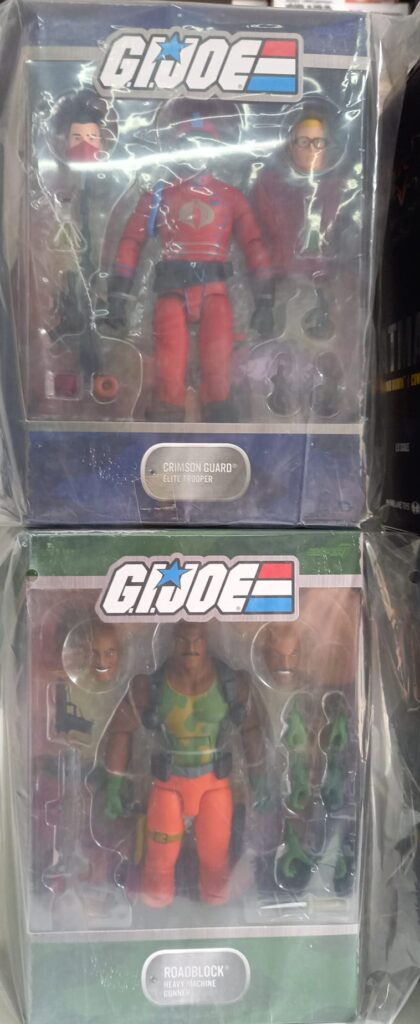 G.I.JOE
CRIMSON GUARD®
ELITE TROOPER
G.I.JOE
ROADBLOCK®
HEAVY MACHINE
GUNNER